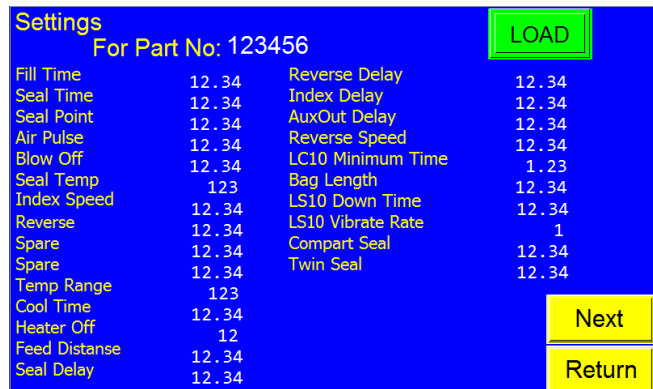 Settings
For Part No: 123456
LOAD
Fill Time 12.34 Reverse Delay 12.34
Seal Time 12.34 Index Delay 12.34
Seal Point 12.34 AuxOut Delay 12.34
Air Pulse 12.34 Reverse Speed 12.34
Blow Off 12.34 LC10 Minimum Time 1.23
Seal Temp 123 Bag Length 12.34
Index Speed 12.34 LS10 Down Time 12.34
Reverse 12.34 LS10 Vibrate Rate 1
Spare 12.34 Compart Seal 12.34
Spare 12.34 Twin Seal 12.34
Temp Range 123
Cool Time 12.34
Heater Off 12
Feed Distanse 12.34
Seal Delay 12.34
Next
Return